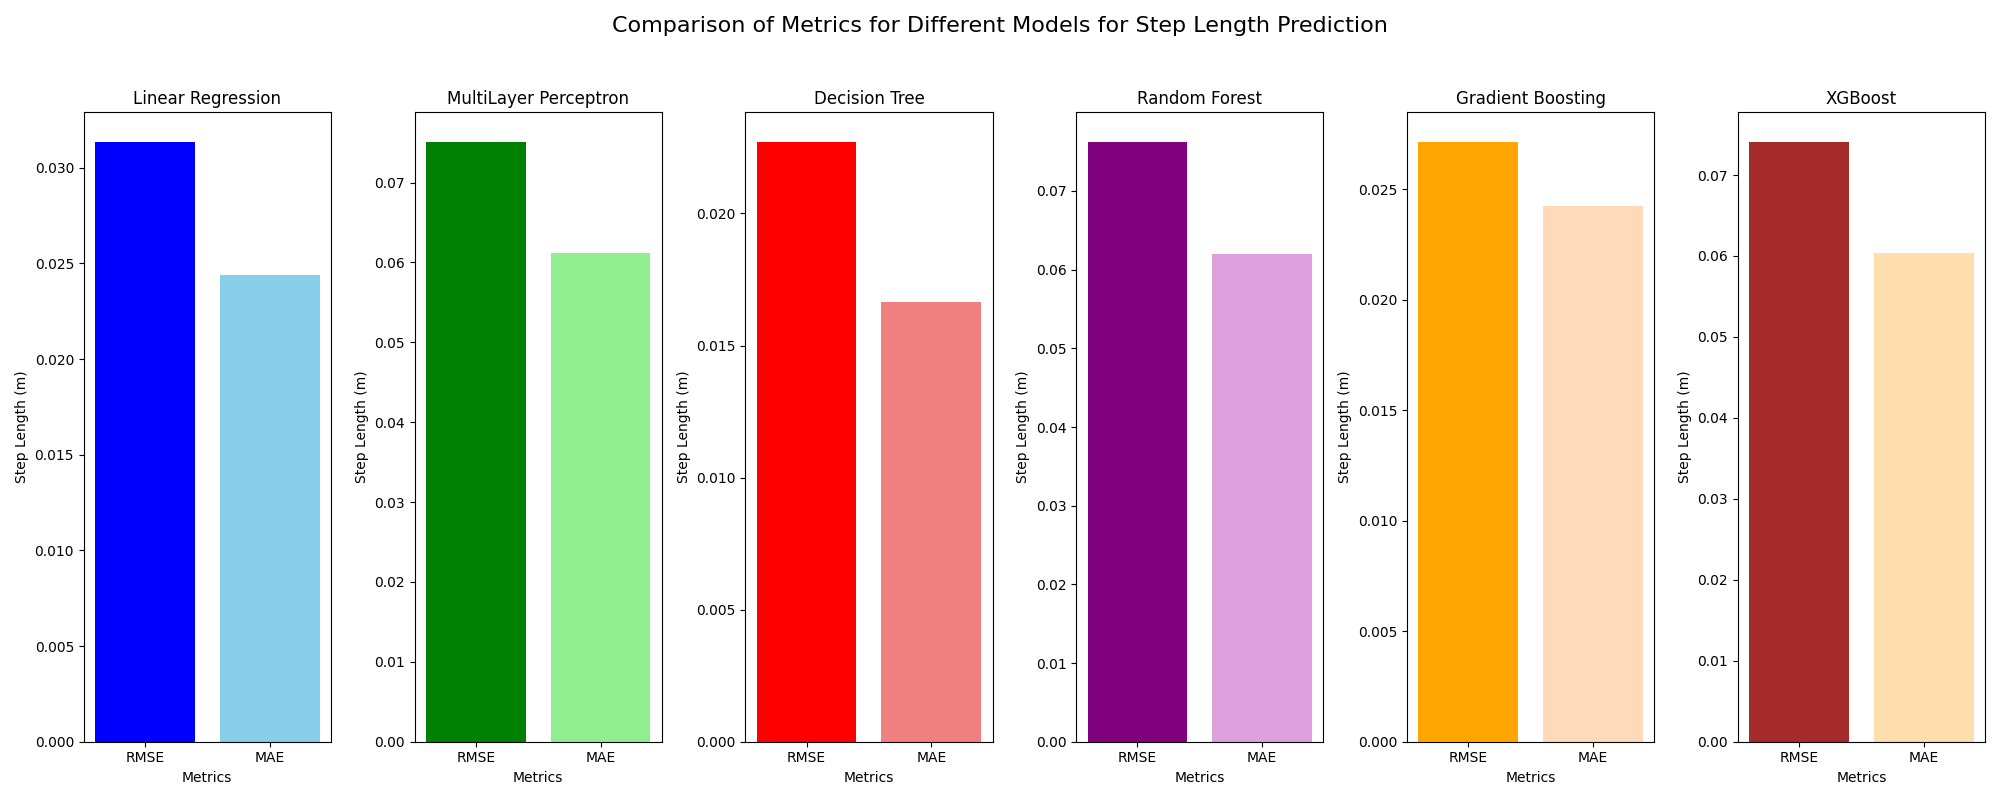 Comparison of Metrics for Different Models for Step Length Prediction
Linear Regression
0.030
0.025
0.020
0.015
0.010
0.005
0.000
Step Length (m)
RMSE MAE
Metrics
MultiLayer Perceptron
0.07
0.06
0.05
0.04
0.03
0.02
0.01
0.00
Step Length (m)
RMSE MAE
Metrics
Decision Tree
0.020
0.015
0.010
0.005
0.000
Step Length (m)
RMSE MAE
Metrics
Random Forest
0.07
0.06
0.05
0.04
0.03
0.02
0.01
0.00
Step Length (m)
RMSE MAE
Metrics
Gradient Boosting
0.025
0.020
0.015
0.010
0.005
0.000
Step Length (m)
RMSE MAE
Metrics
XGBoost
0.07
0.06
0.05
0.04
0.03
0.02
0.01
0.00
Step Length (m)
RMSE MAE
Metrics